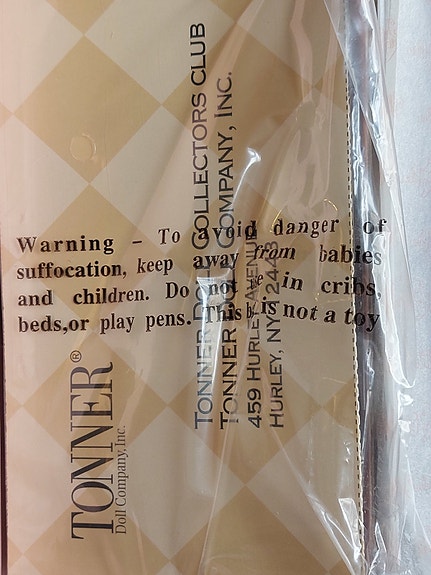 Warning - To avoid danger of
suffocation, keep away from babies
and children. Do not in cribs,
beds,or play pens. This is not a toy
TONNER®
Doll Company, Inc.
TONNER DOLL COLLECTORS CLUB
TONNER DOLL COMPANY, INC.
459 HURLEY AVENUE
HURLEY, NY 12443